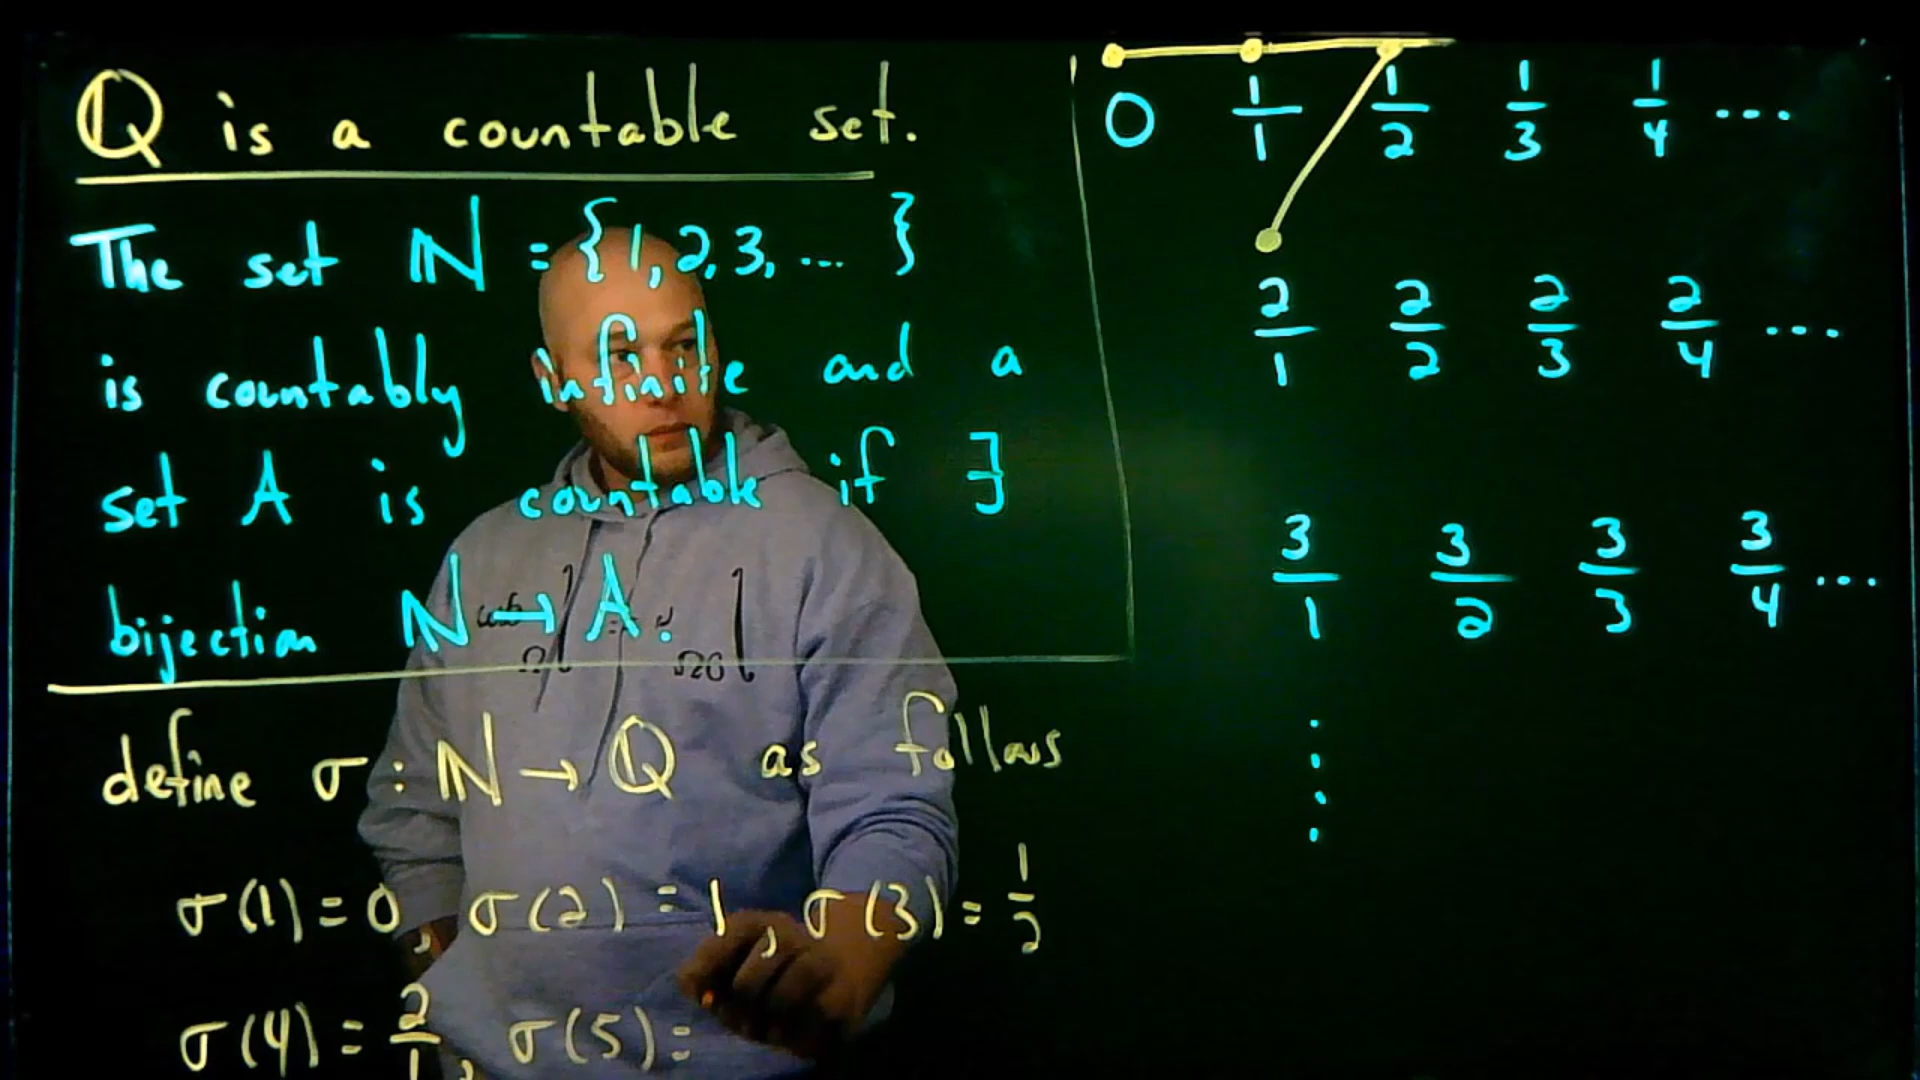 ℚ is a countable set.
The set ℕ = {1, 2, 3, ... }
is countably infinite and a
set A is countable if ∃
bijection ℕ → A.
define σ : ℕ → ℚ as follows
σ(1) = 0, σ(2) = 1, σ(3) = 1/2
σ(4) = 2/1, σ(5) =
0 1/1 1/2 1/3 1/4 ...
2/1 2/2 2/3 2/4 ...
3/1 3/2 3/3 3/4 ...